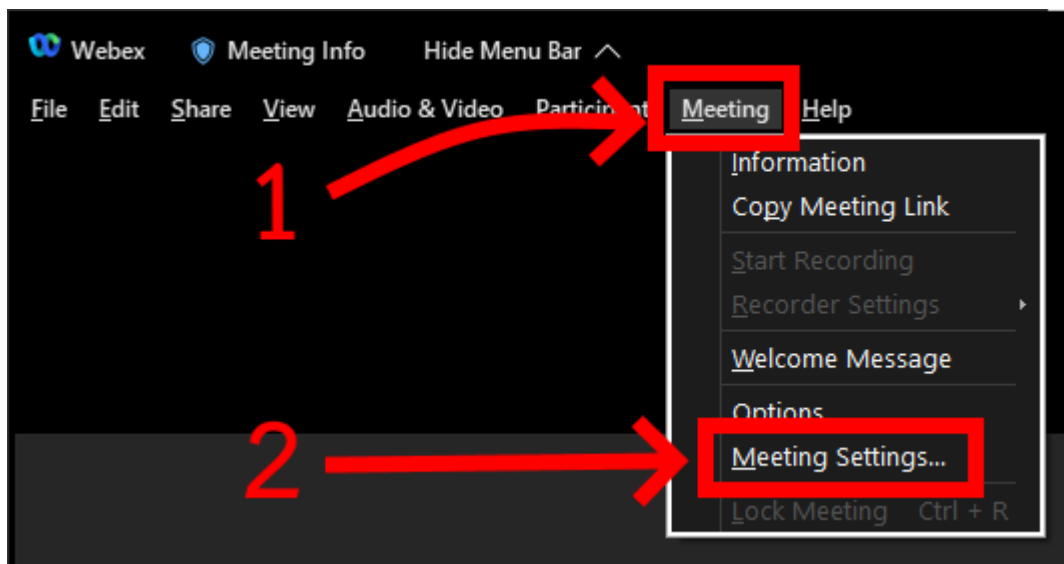 Webex Meeting Info Hide Menu Bar
File Edit Share View Audio & Video Participant Meeting Help
1
Information
Copy Meeting Link
Start Recording
Recorder Settings
Welcome Message
Options
2
Meeting Settings...
Lock Meeting Ctrl + R